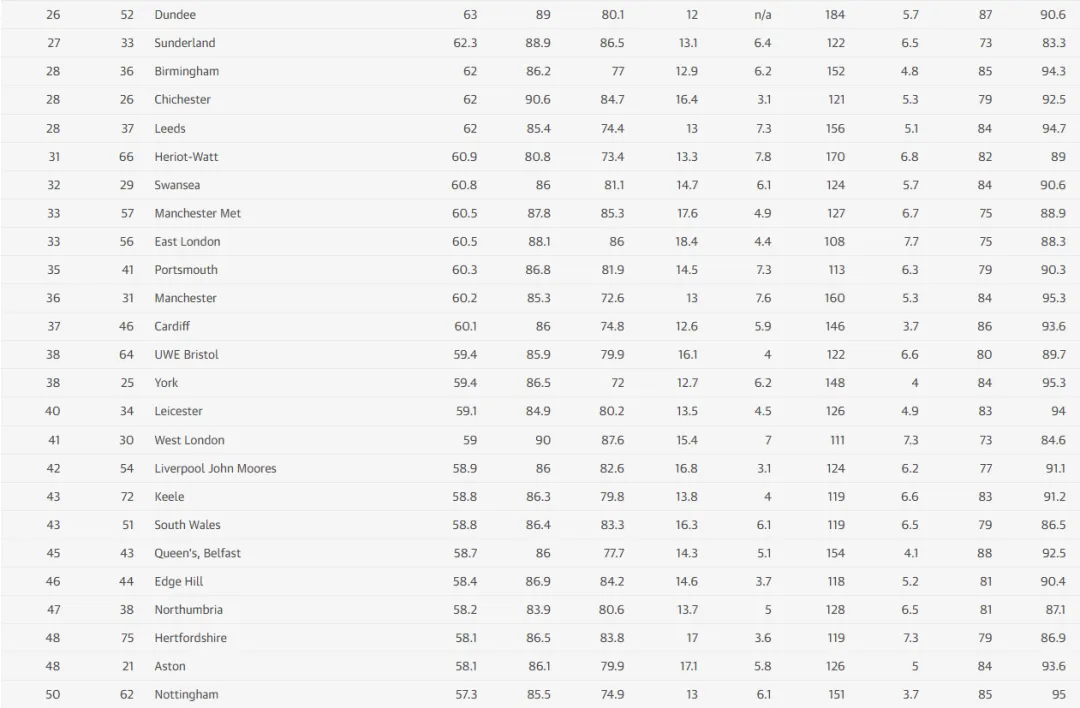 26 52 Dundee 63 89 80.1 12 n/a 184 5.7 87 90.6
27 33 Sunderland 62.3 88.9 86.5 13.1 6.4 122 6.5 73 83.3
28 36 Birmingham 62 86.2 77 12.9 6.2 152 4.8 85 94.3
28 26 Chichester 62 90.6 84.7 16.4 3.1 121 5.3 79 92.5
28 37 Leeds 62 85.4 74.4 13 7.3 156 5.1 84 94.7
31 66 Heriot-Watt 60.9 80.8 73.4 13.3 7.8 170 6.8 82 89
32 29 Swansea 60.8 86 81.1 14.7 6.1 124 5.7 84 90.6
33 57 Manchester Met 60.5 87.8 85.3 17.6 4.9 127 6.7 75 88.9
33 56 East London 60.5 88.1 86 18.4 4.4 108 7.7 75 88.3
35 41 Portsmouth 60.3 86.8 81.9 14.5 7.3 113 6.3 79 90.3
36 31 Manchester 60.2 85.3 72.6 13 7.6 160 5.3 84 95.3
37 46 Cardiff 60.1 86 74.8 12.6 5.9 146 3.7 86 93.6
38 64 UWE Bristol 59.4 85.9 79.9 16.1 4 122 6.6 80 89.7
38 25 York 59.4 86.5 72 12.7 6.2 148 4 84 95.3
40 34 Leicester 59.1 84.9 80.2 13.5 4.5 126 4.9 83 94
41 30 West London 59 90 87.6 15.4 7 111 7.3 73 84.6
42 54 Liverpool John Moores 58.9 86 82.6 16.8 3.1 124 6.2 77 91.1
43 72 Keele 58.8 86.3 79.8 13.8 4 119 6.6 83 91.2
43 51 South Wales 58.8 86.4 83.3 16.3 6.1 119 6.5 79 86.5
45 43 Queen's, Belfast 58.7 86 77.7 14.3 5.1 154 4.1 88 92.5
46 44 Edge Hill 58.4 86.9 84.2 14.6 3.7 118 5.2 81 90.4
47 38 Northumbria 58.2 83.9 80.6 13.7 5 128 6.5 81 87.1
48 75 Hertfordshire 58.1 86.5 83.8 17 3.6 119 7.3 79 86.9
48 21 Aston 58.1 86.1 79.9 17.1 5.8 126 5 84 93.6
50 62 Nottingham 57.3 85.5 74.9 13 6.1 151 3.7 85 95